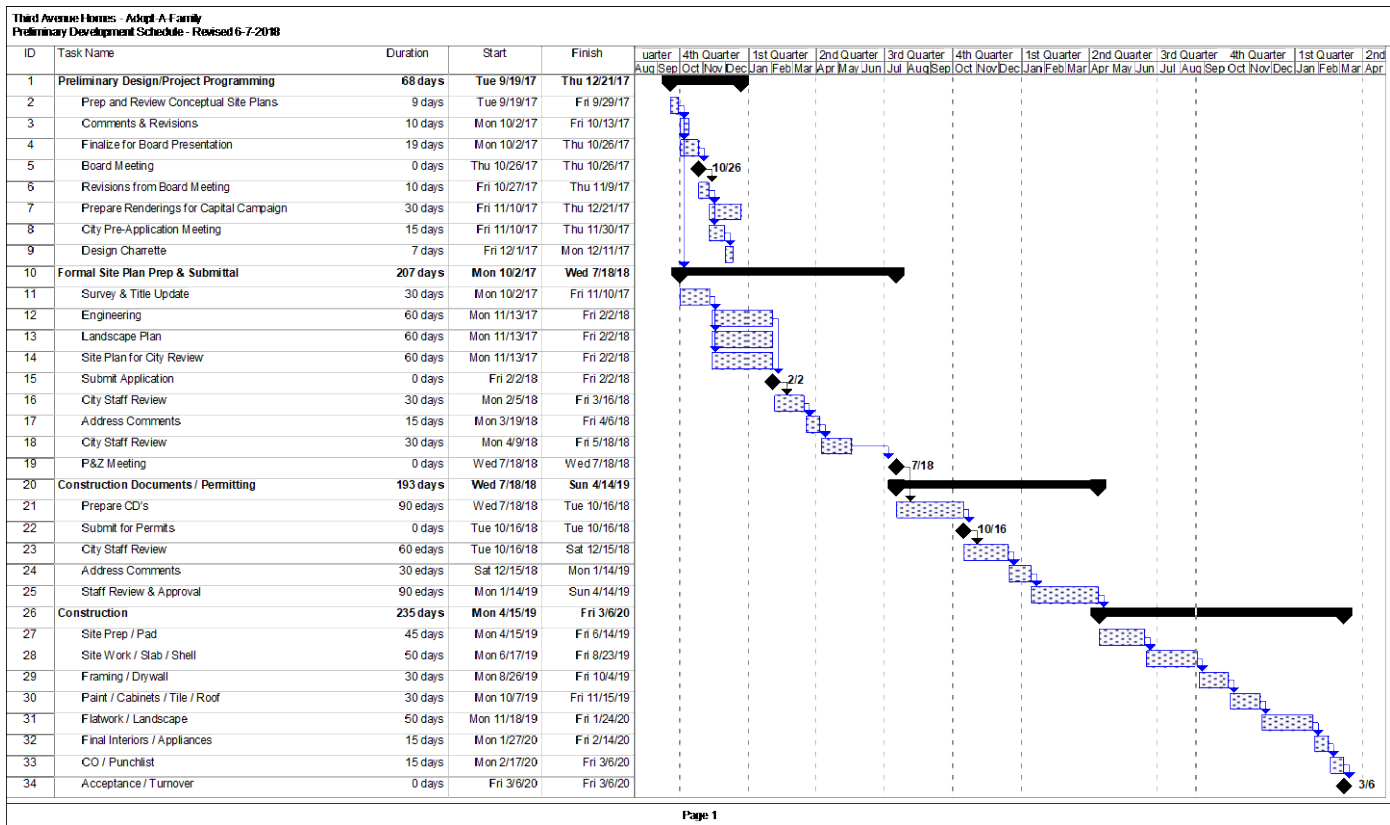 Third Avenue Homes - Adopt-A-Family
Preliminary Development Schedule - Revised 6-7-2018
ID Task Name Duration Start Finish uarter 4th Quarter 1st Quarter 2nd Quarter 3rd Quarter 4th Quarter 1st Quarter 2nd Quarter 3rd Quarter 4th Quarter 1st Quarter 2nd
Aug Sep Oct Nov Dec Jan Feb Mar Apr May Jun Jul Aug Sep Oct Nov Dec Jan Feb Mar Apr May Jun Jul Aug Sep Oct Nov Dec Jan Feb Mar Apr
1 Preliminary Design/Project Programming 68 days Tue 9/19/17 Thu 12/21/17
2 Prep and Review Conceptual Site Plans 9 days Tue 9/19/17 Fri 9/29/17
3 Comments & Revisions 10 days Mon 10/2/17 Fri 10/13/17
4 Finalize for Board Presentation 19 days Mon 10/2/17 Thu 10/26/17
5 Board Meeting 0 days Thu 10/26/17 Thu 10/26/17 10/26
6 Revisions from Board Meeting 10 days Fri 10/27/17 Thu 11/9/17
7 Prepare Renderings for Capital Campaign 30 days Fri 11/10/17 Thu 12/21/17
8 City Pre-Application Meeting 15 days Fri 11/10/17 Thu 11/30/17
9 Design Charrette 7 days Fri 12/1/17 Mon 12/11/17
10 Formal Site Plan Prep & Submittal 207 days Mon 10/2/17 Wed 7/18/18
11 Survey & Title Update 30 days Mon 10/2/17 Fri 11/10/17
12 Engineering 60 days Mon 11/13/17 Fri 2/2/18
13 Landscape Plan 60 days Mon 11/13/17 Fri 2/2/18
14 Site Plan for City Review 60 days Mon 11/13/17 Fri 2/2/18
15 Submit Application 0 days Fri 2/2/18 Fri 2/2/18 2/2
16 City Staff Review 30 days Mon 2/5/18 Fri 3/16/18
17 Address Comments 15 days Mon 3/19/18 Fri 4/6/18
18 City Staff Review 30 days Mon 4/9/18 Fri 5/18/18
19 P&Z Meeting 0 days Wed 7/18/18 Wed 7/18/18 7/18
20 Construction Documents / Permitting 193 days Wed 7/18/18 Sun 4/14/19
21 Prepare CD's 90 edays Wed 7/18/18 Tue 10/16/18
22 Submit for Permits 0 days Tue 10/16/18 Tue 10/16/18 10/16
23 City Staff Review 60 edays Tue 10/16/18 Sat 12/15/18
24 Address Comments 30 edays Sat 12/15/18 Mon 1/14/19
25 Staff Review & Approval 90 edays Mon 1/14/19 Sun 4/14/19
26 Construction 235 days Mon 4/15/19 Fri 3/6/20
27 Site Prep / Pad 45 days Mon 4/15/19 Fri 6/14/19
28 Site Work / Slab / Shell 50 days Mon 6/17/19 Fri 8/23/19
29 Framing / Drywall 30 days Mon 8/26/19 Fri 10/4/19
30 Paint / Cabinets / Tile / Roof 30 days Mon 10/7/19 Fri 11/15/19
31 Flatwork / Landscape 50 days Mon 11/18/19 Fri 1/24/20
32 Final Interiors / Appliances 15 days Mon 1/27/20 Fri 2/14/20
33 CO / Punchlist 15 days Mon 2/17/20 Fri 3/6/20
34 Acceptance / Turnover 0 days Fri 3/6/20 Fri 3/6/20 3/6
Page 1